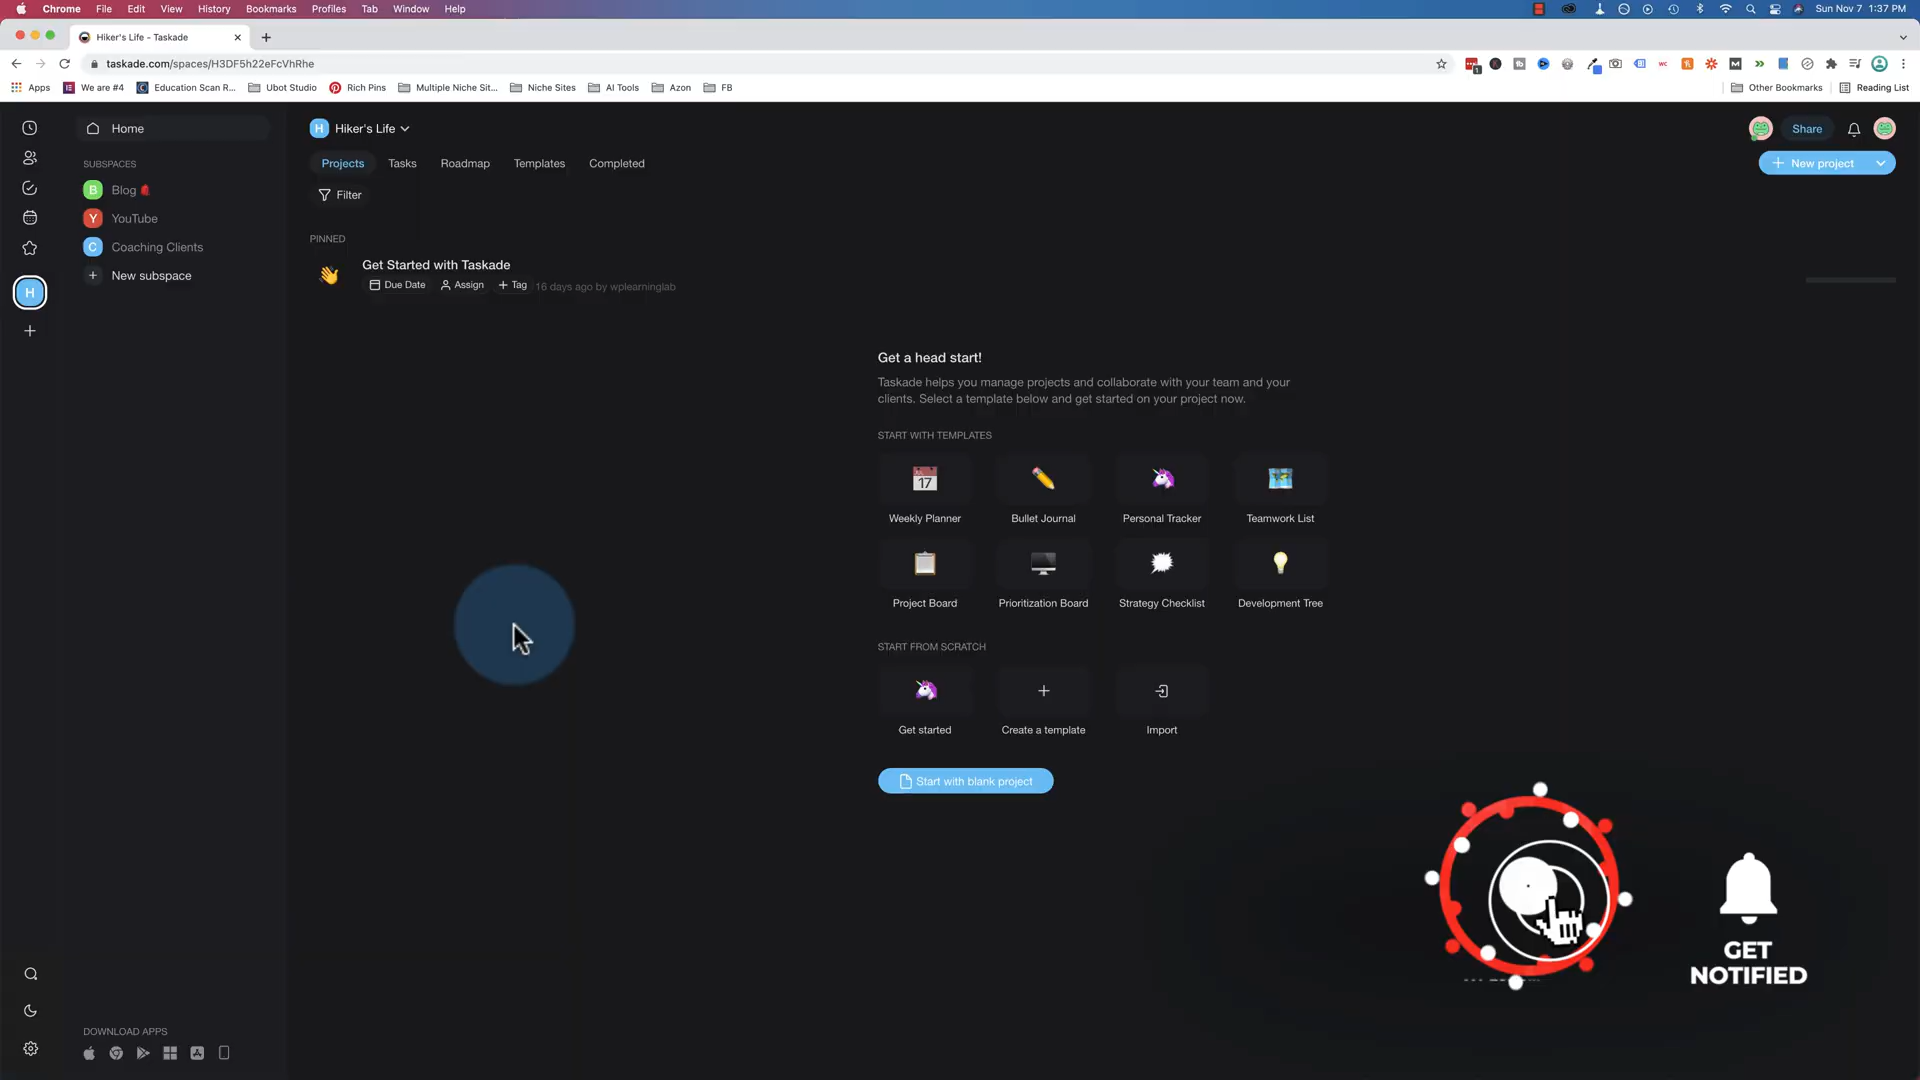 Chrome File Edit View History Bookmarks Profiles Tab Window Help
Sun Nov 7 1:37 PM
Hiker's Life - Taskade
taskade.com/spaces/H3DF5h22eFcVhRhe
Apps We are #4 Education Scan R... Ubot Studio Rich Pins Multiple Niche Sit... Niche Sites AI Tools Azon FB Other Bookmarks Reading List
Home
SUBSPACES
B Blog
Y YouTube
C Coaching Clients
+ New subspace
H
H Hiker's Life
Share
Projects Tasks Roadmap Templates Completed
+ New project
Filter
PINNED
Get Started with Taskade
Due Date Assign + Tag 16 days ago by wplearninglab
Get a head start!
Taskade helps you manage projects and collaborate with your team and your
clients. Select a template below and get started on your project now.
START WITH TEMPLATES
JUL
17
Weekly Planner Bullet Journal Personal Tracker Teamwork List
Project Board Prioritization Board Strategy Checklist Development Tree
START FROM SCRATCH
Get started Create a template Import
Start with blank project
GET
NOTIFIED
DOWNLOAD APPS